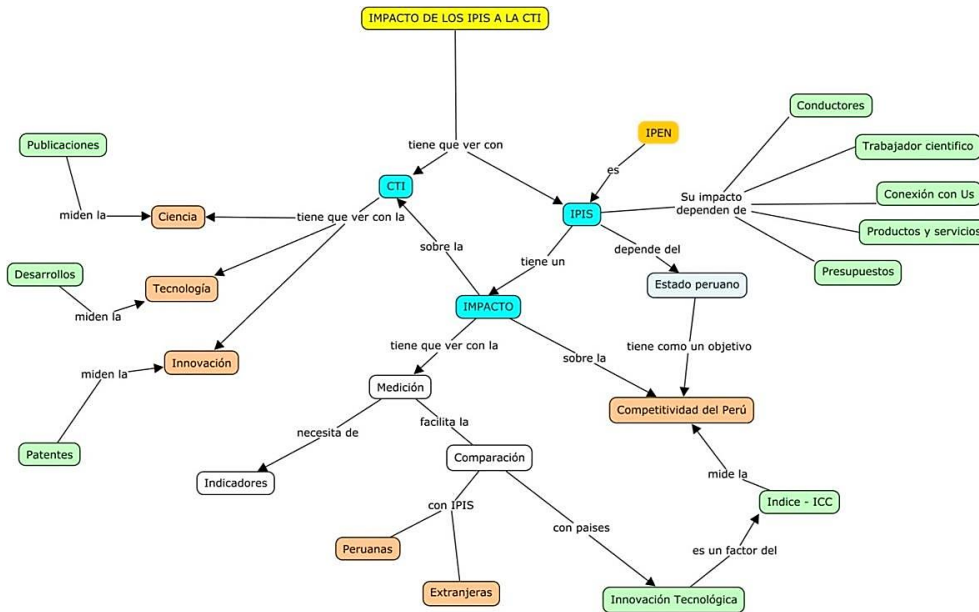 IMPACTO DE LOS IPIS A LA CTI
Conductores
IPEN
Publicaciones
tiene que ver con
Trabajador cientifico
es
CTI
Su impacto
dependen de
Conexión con Us
miden la
Ciencia
tiene que ver con la
IPIS
Productos y servicios
sobre la
depende del
tiene un
Desarrollos
Presupuestos
Tecnología
Estado peruano
miden la
IMPACTO
tiene que ver con la
tiene como un objetivo
Innovación
sobre la
miden la
Medición
Competitividad del Perú
facilita la
necesita de
Patentes
Comparación
mide la
Indicadores
Indice - ICC
con IPIS
con paises
Peruanas
es un factor del
Extranjeras
Innovación Tecnológica